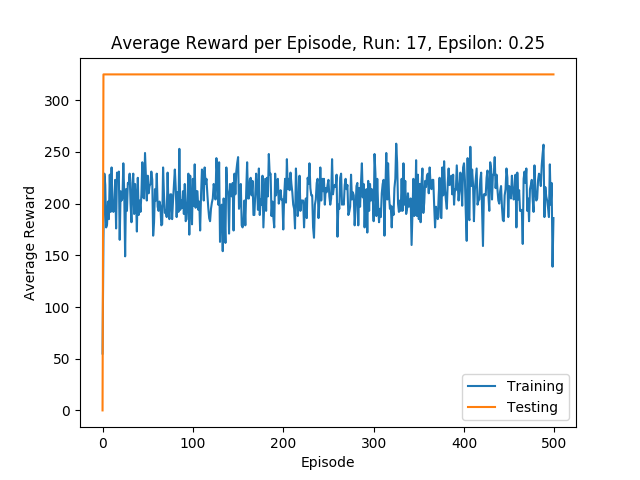 Average Reward per Episode, Run: 17, Epsilon: 0.25
Average Reward
300
250
200
150
100
50
0
0 100 200 300 400 500
Episode
Training
Testing